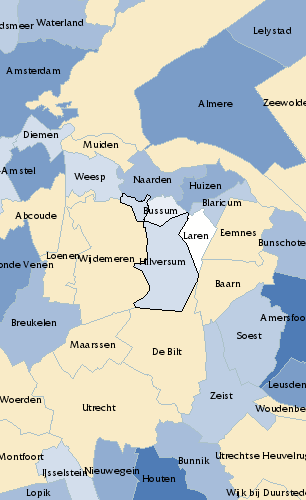 dsmeer
Waterland
Lelystad
Amsterdam
Almere
Zeewolde
Diemen
Muiden
-Amstel
Weesp
Naarden
Huizen
Blaricum
Bussum
Abcoude
Laren
Eemnes
Bunschote
Loenen
Wijdemeren
Hilversum
onde Venen
Baarn
Breukelen
Amersfoo
Soest
Maarssen
De Bilt
Leusden
Woerden
Utrecht
Zeist
Woudenbe
Montfoort
Utrechtse Heuvelrug
Bunnik
IJsselstein
Nieuwegein
Houten
Lopik
Wijk bij Duurstede